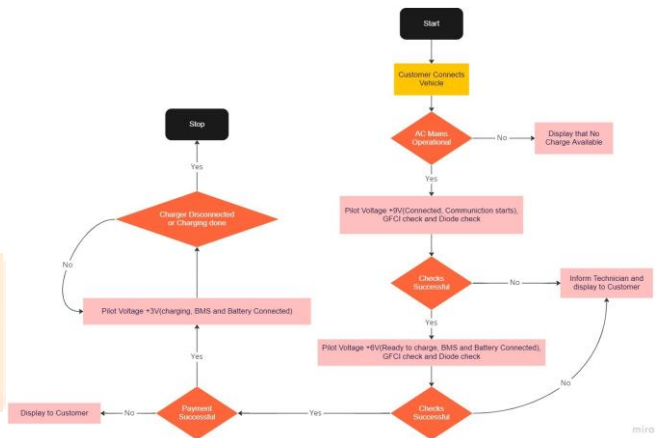 Start
Customer Connects
Vehicle
Stop
AC Mains
Operational
No
Display that No
Charge Available
Yes
Yes
Pilot Voltage +9V(Connected, Communiction starts),
GFCI check and Diode check
Charger Disconnected
or Charging done
No
Checks
Successful
No
Inform Technician and
display to Customer
Pilot Voltage +3V(charging, BMS and Battery Connected)
Yes
Pilot Voltage +6V(Ready to charge, BMS and Battery Connected),
GFCI check and Diode check
Yes
No
Display to Customer
No
Payment
Successful
Yes
Checks
Successful
miro